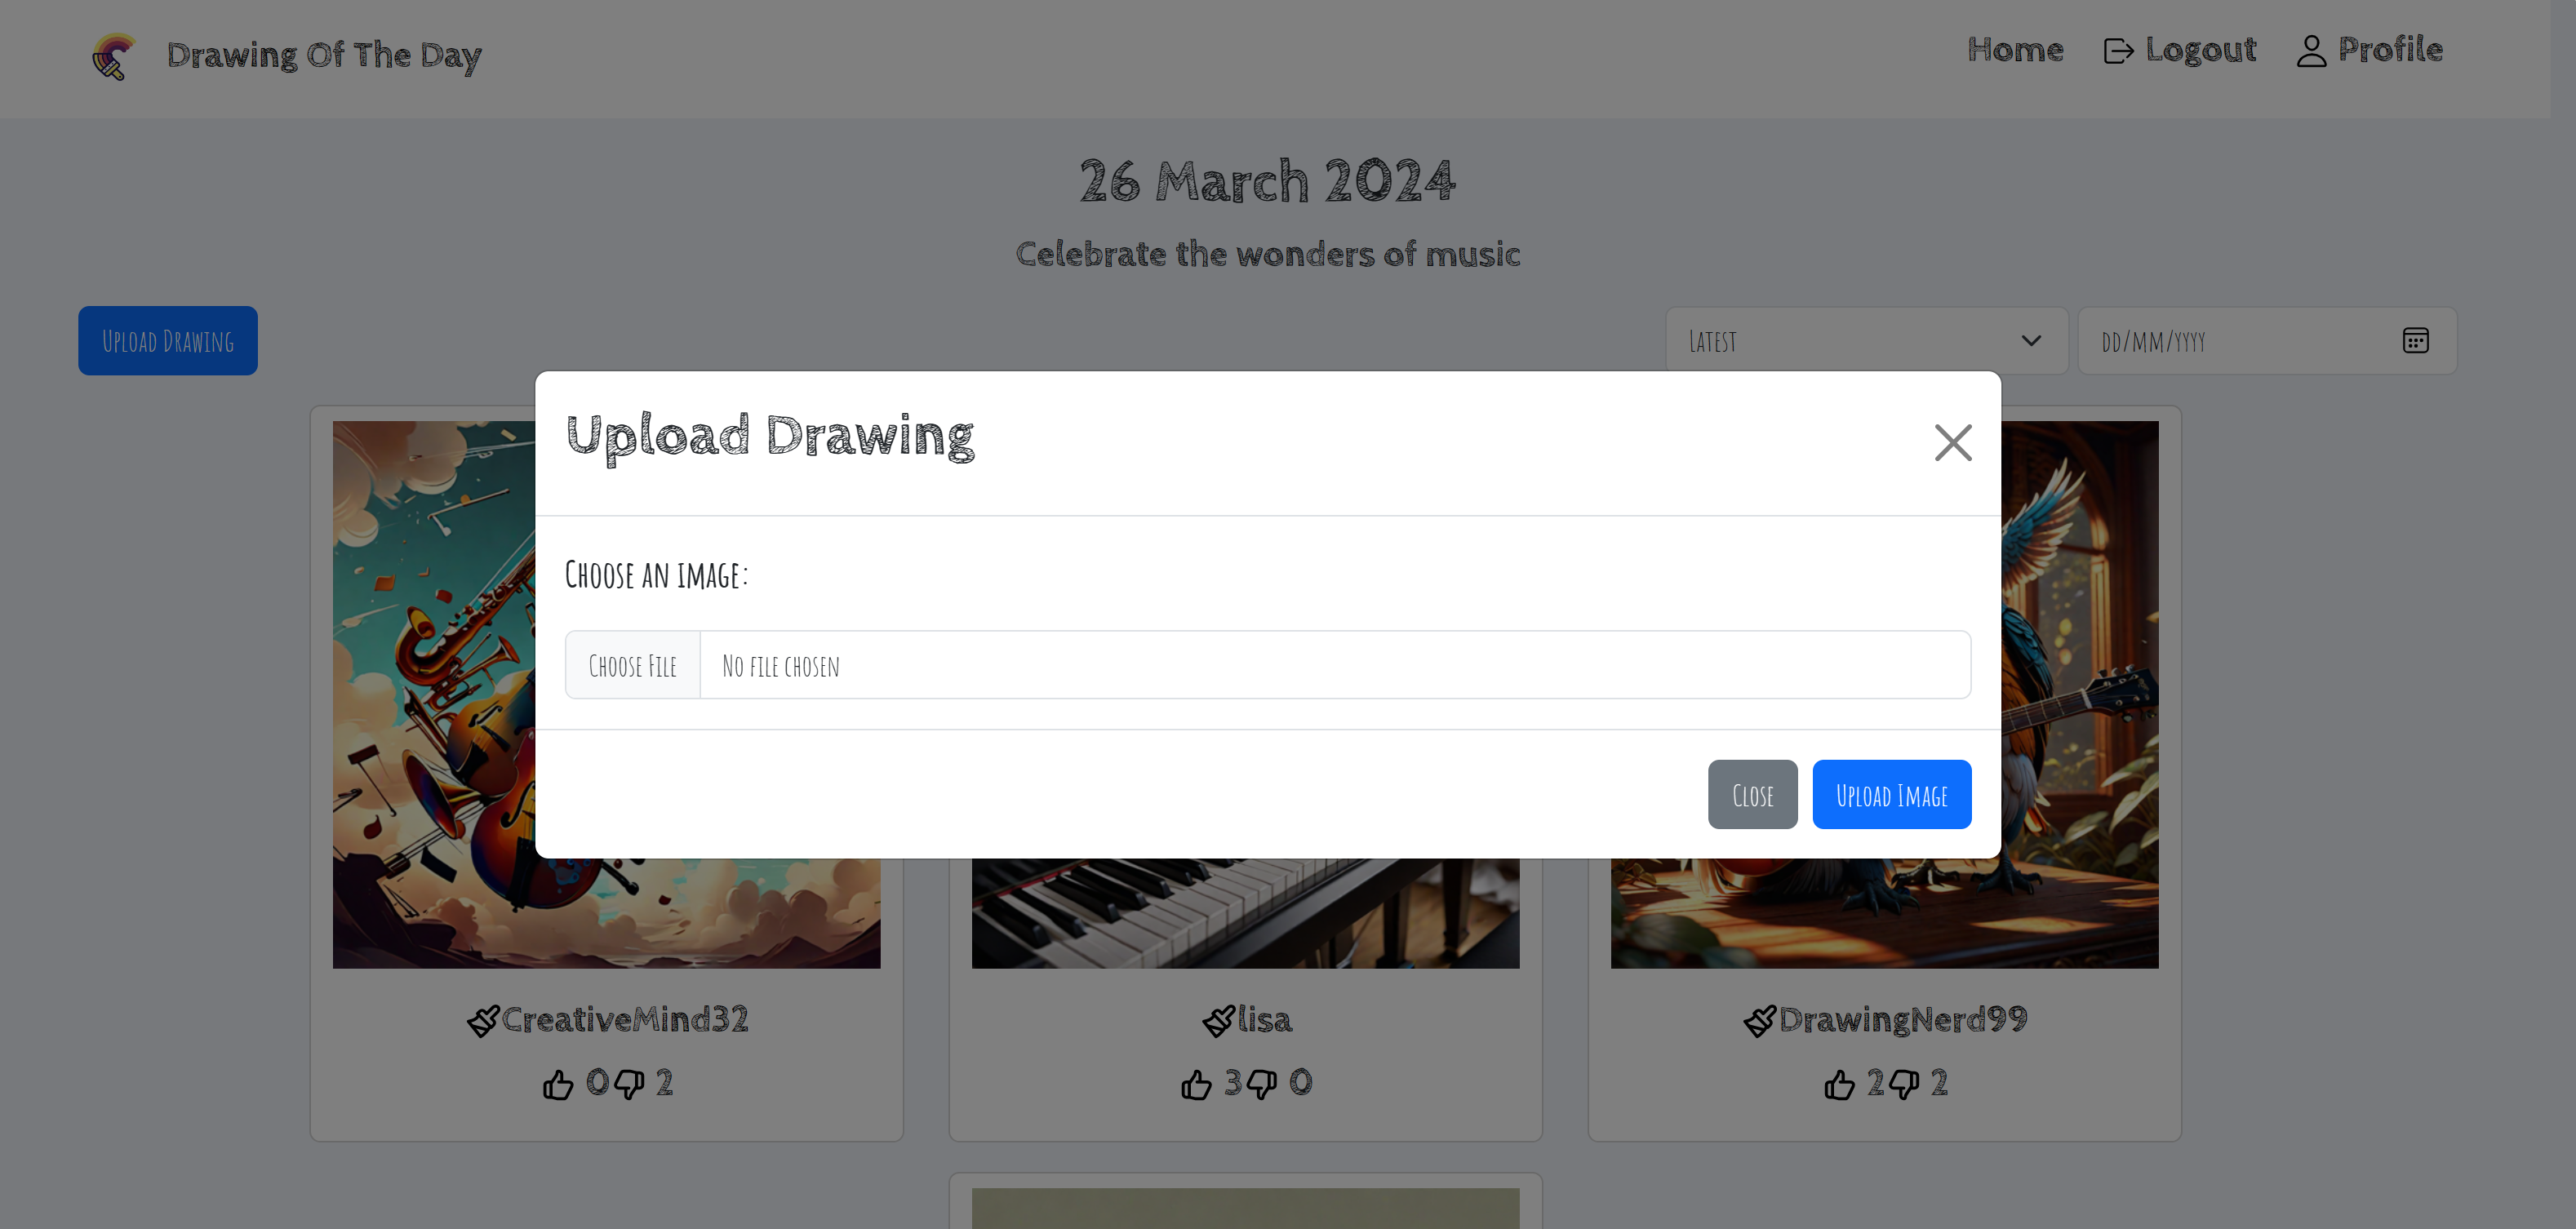 Drawing Of The Day
Home Logout Profile
26 March 2024
Celebrate the wonders of music
Upload Drawing
Latest
dd/mm/yyyy
Upload Drawing
Choose an image:
Choose File No file chosen
Close Upload Image
CreativeMind32
0 2
lisa
3 0
DrawingNerd99
2 2